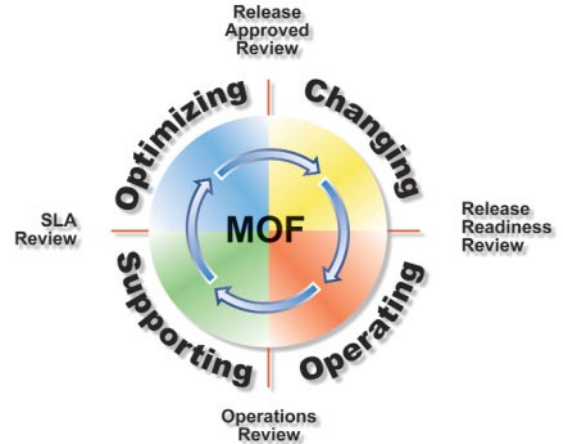 Release
Approved
Review
Optimizing
Changing
SLA
Review
MOF
Release
Readiness
Review
Supporting
Operating
Operations
Review